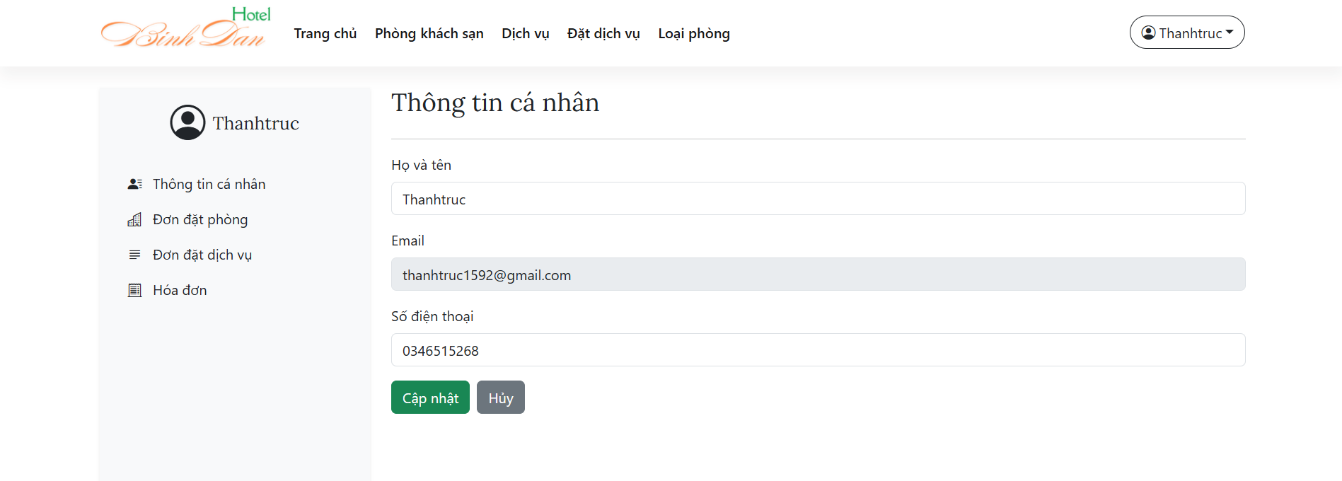 Hotel
Binh Dan
Trang chủ Phòng khách sạn Dịch vụ Đặt dịch vụ Loại phòng
Thanhtruc
Thanhtruc
Thông tin cá nhân
Đơn đặt phòng
Đơn đặt dịch vụ
Hóa đơn
Thông tin cá nhân
Họ và tên
Thanhtruc
Email
thanhtruc1592@gmail.com
Số điện thoại
0346515268
Cập nhật Hủy